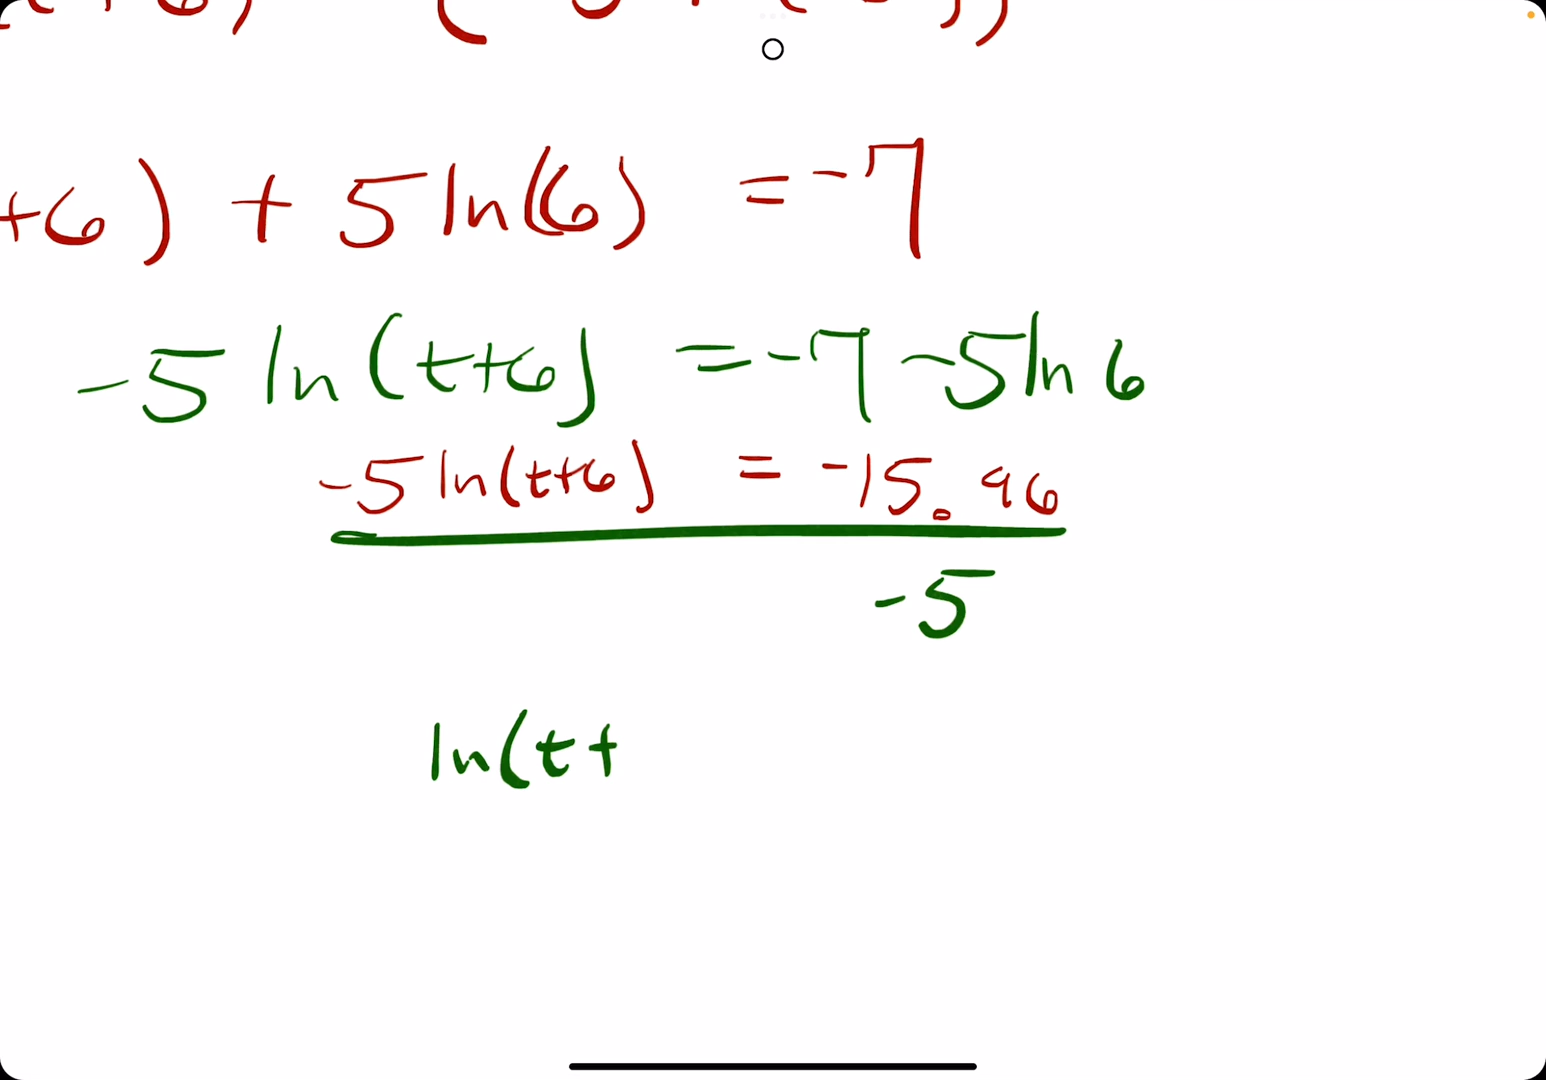 +6) + 5 ln(6) = -7
-5 ln(t+6) = -7 - 5 ln 6
-5 ln(t+6) = -15.96
-5
ln(t+